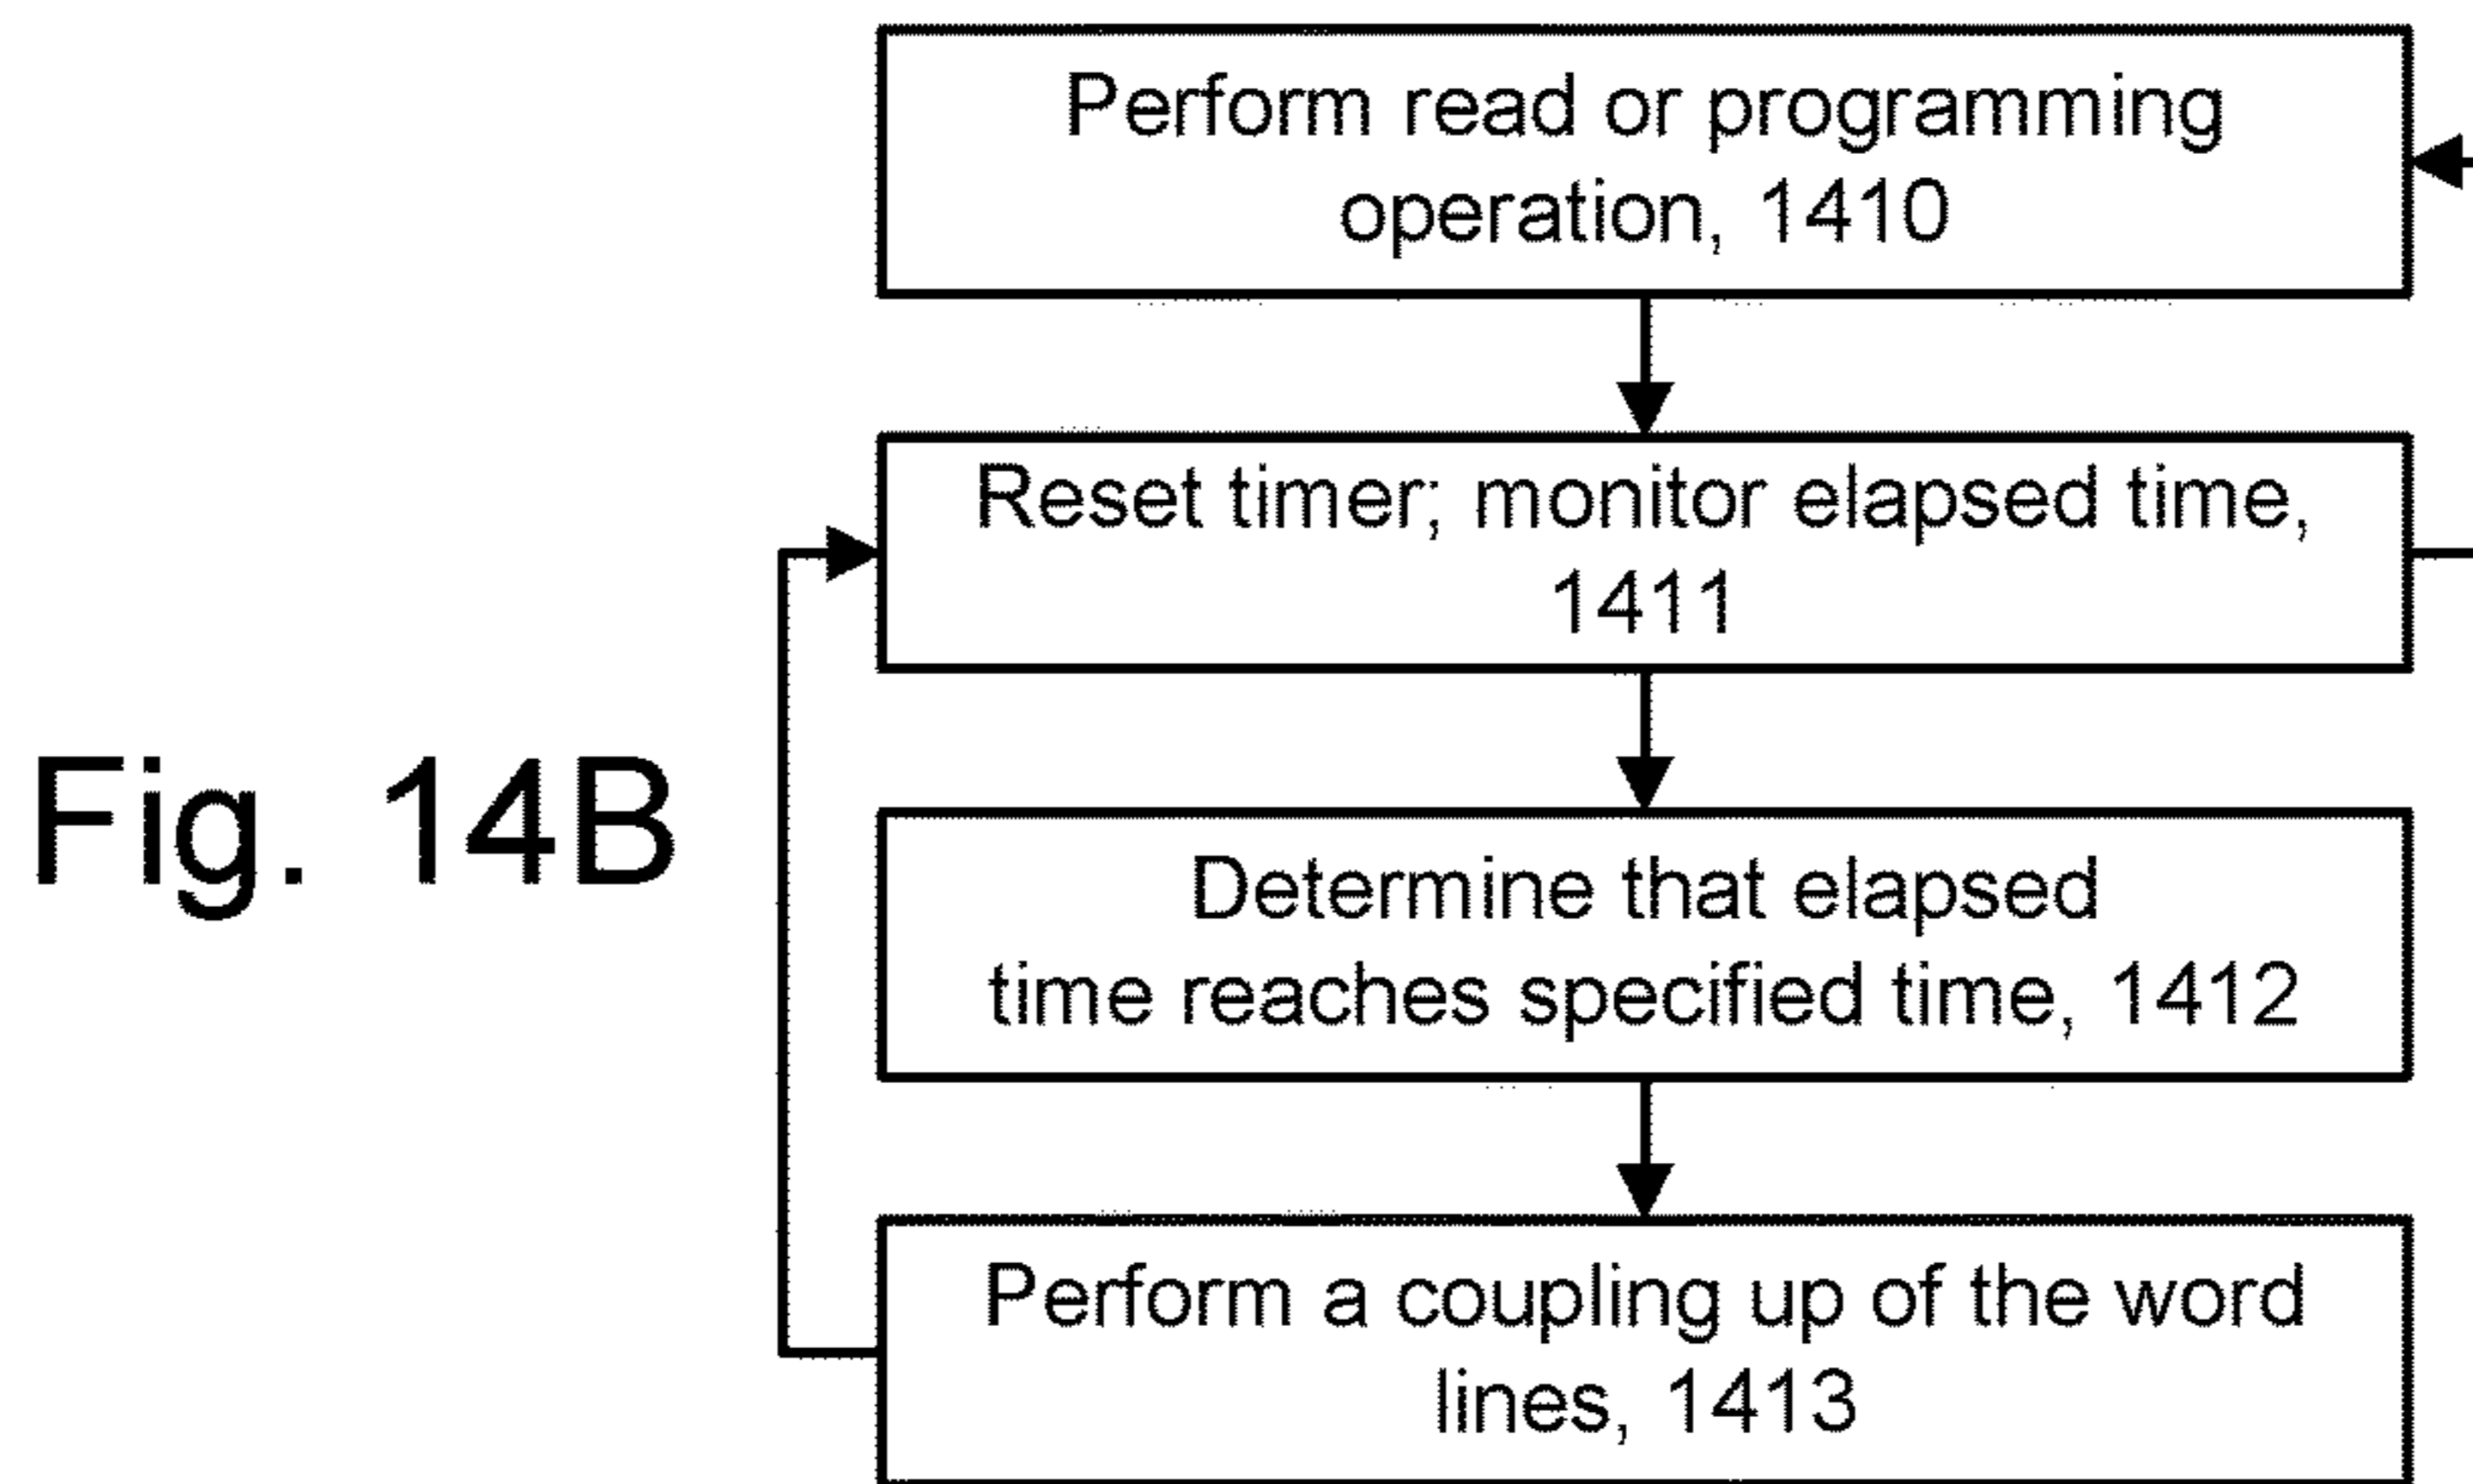 Perform read or programming
operation, 1410
Reset timer; monitor elapsed time,
1411
Fig. 14B
Determine that elapsed
time reaches specified time, 1412
Perform a coupling up of the word
lines, 1413